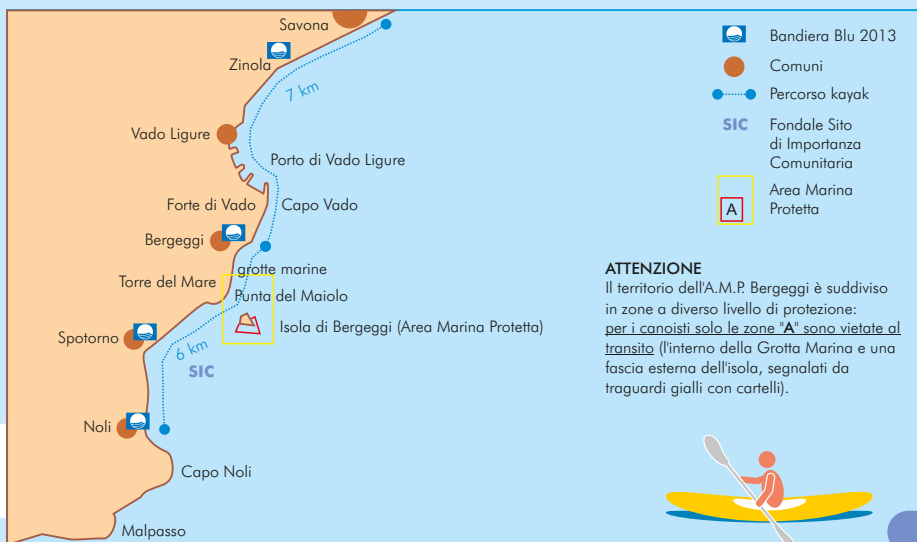 Savona
Zinola
7 km
Vado Ligure
Porto di Vado Ligure
Forte di Vado
Capo Vado
Bergeggi
grotte marine
Torre del Mare
Punta del Maiolo
Isola di Bergeggi (Area Marina Protetta)
Spotorno
6 km
SIC
Noli
Capo Noli
Malpasso
Bandiera Blu 2013
Comuni
Percorso kayak
SIC Fondale Sito
di Importanza
Comunitaria
Area Marina
A Protetta
ATTENZIONE
Il territorio dell'A.M.P. Bergeggi è suddiviso
in zone a diverso livello di protezione:
per i canoisti solo le zone "A" sono vietate al
transito (l'interno della Grotta Marina e una
fascia esterna dell'isola, segnalati da
traguardi gialli con cartelli).